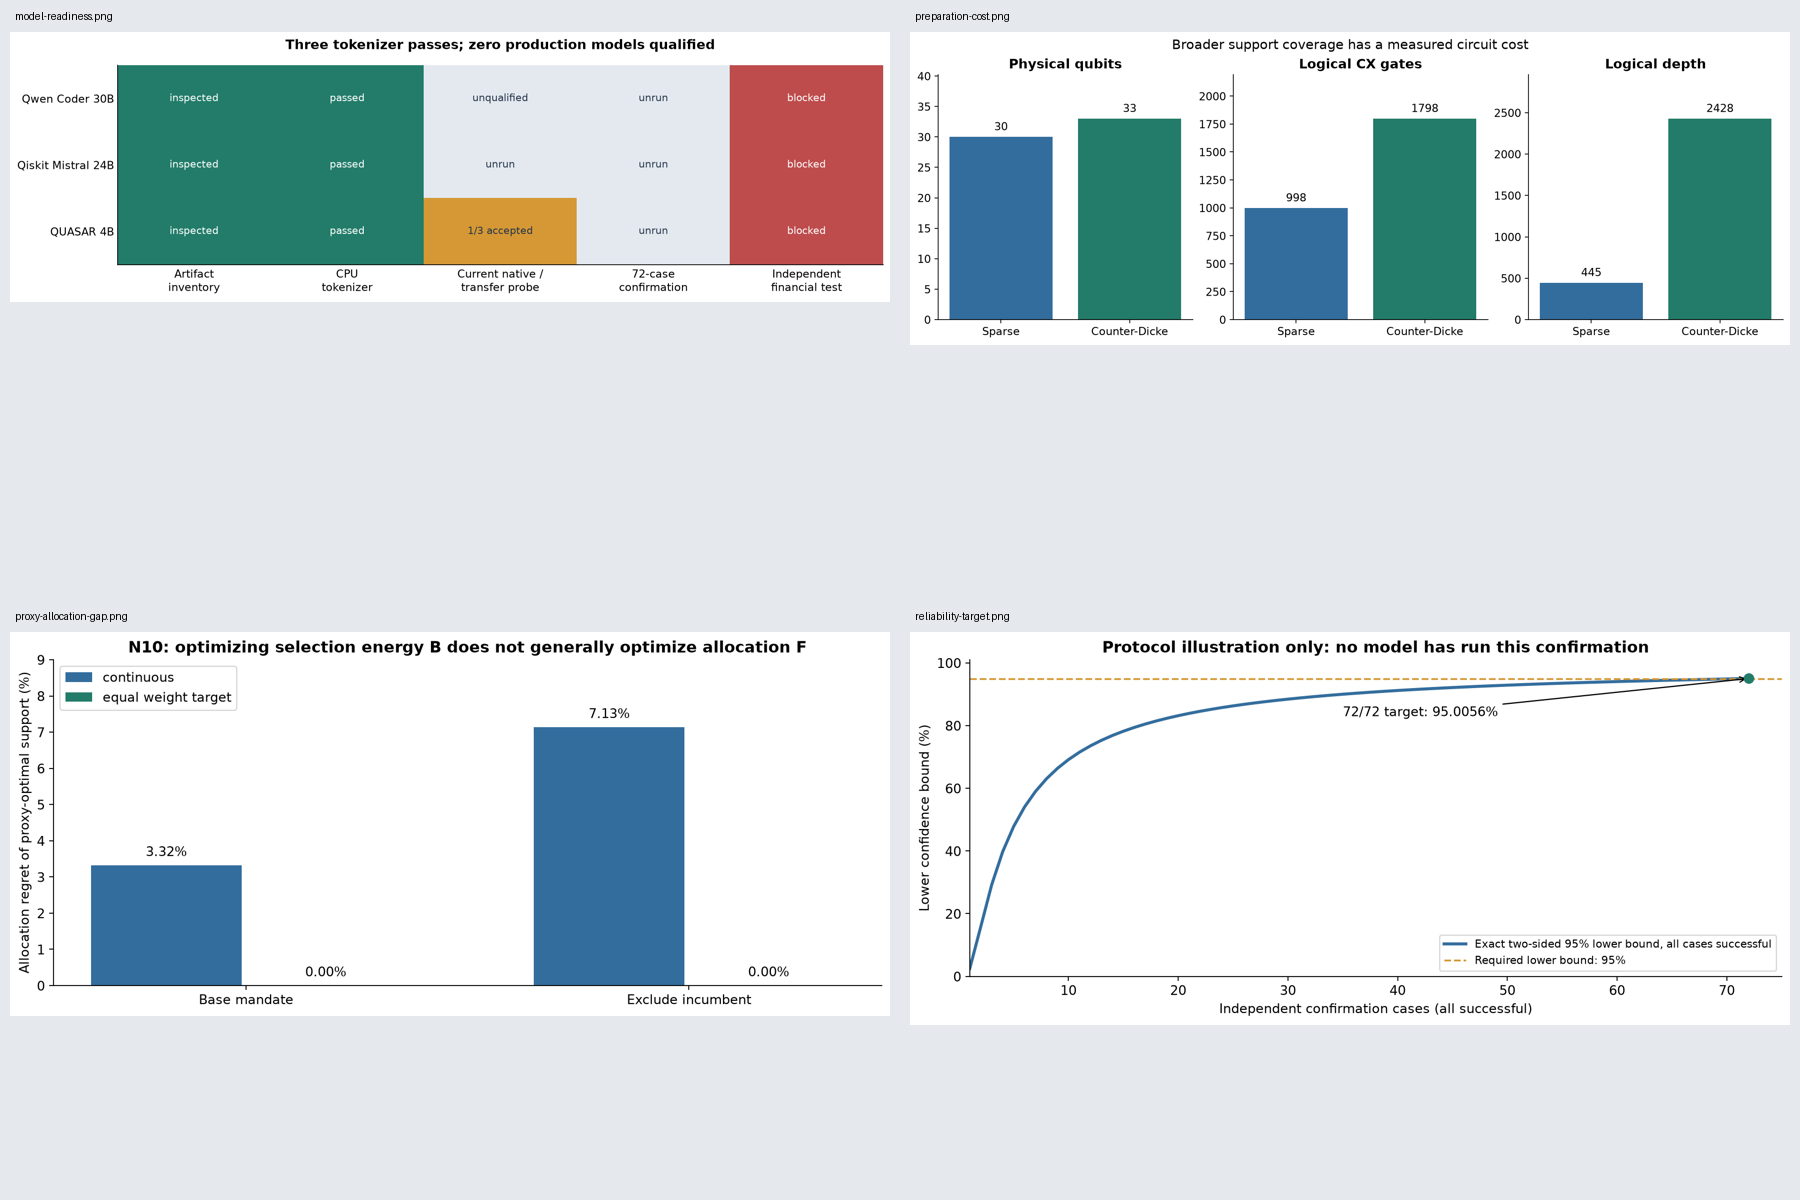 model-readiness.png
Three tokenizer passes; zero production models qualified
Qwen Coder 30B
inspected
passed
unqualified
unrun
blocked
Qiskit Mistral 24B
inspected
passed
unrun
unrun
blocked
QUASAR 4B
inspected
passed
1/3 accepted
unrun
blocked
Artifact
inventory
CPU
tokenizer
Current native /
transfer probe
72-case
confirmation
Independent
financial test
preparation-cost.png
Broader support coverage has a measured circuit cost
Physical qubits
40
35
30
25
20
15
10
5
0
30
33
Sparse
Counter-Dicke
Logical CX gates
2000
1750
1500
1250
1000
750
500
250
0
998
1798
Sparse
Counter-Dicke
Logical depth
2500
2000
1500
1000
500
0
445
2428
Sparse
Counter-Dicke
proxy-allocation-gap.png
N10: optimizing selection energy B does not generally optimize allocation F
Allocation regret of proxy-optimal support (%)
9
8
7
6
5
4
3
2
1
0
continuous
equal weight target
3.32%
0.00%
7.13%
0.00%
Base mandate
Exclude incumbent
reliability-target.png
Protocol illustration only: no model has run this confirmation
Lower confidence bound (%)
100
80
60
40
20
0
72/72 target: 95.0056%
Exact two-sided 95% lower bound, all cases successful
Required lower bound: 95%
10
20
30
40
50
60
70
Independent confirmation cases (all successful)